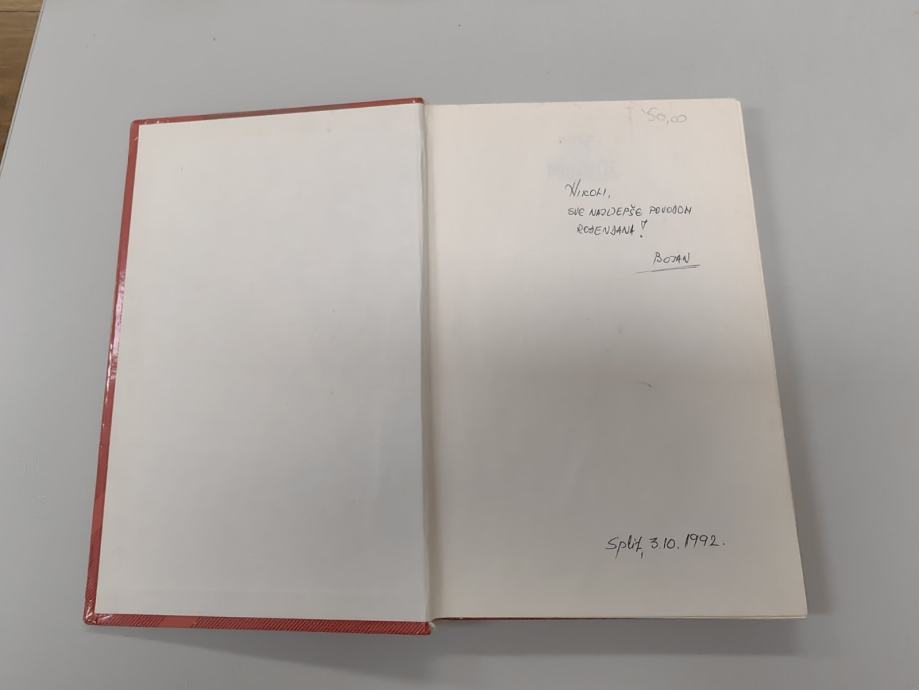 50,00
Nikoli,
SVE NAJLJEPŠE POVODOM
ROĐENDANA!
BOJAN
Split, 3.10.1992.